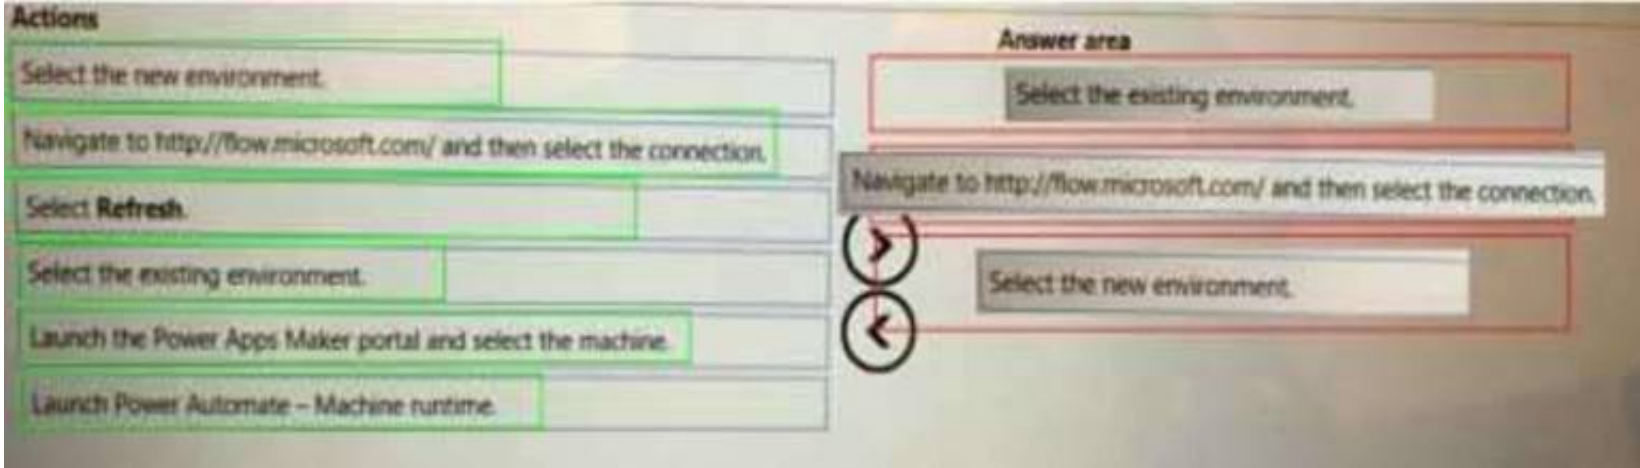 Actions
Select the new environment.
Navigate to http://flow.microsoft.com/ and then select the connection.
Select Refresh.
Select the existing environment.
Launch the Power Apps Maker portal and select the machine.
Launch Power Automate – Machine runtime.
Answer area
Select the existing environment.
Navigate to http://flow.microsoft.com/ and then select the connection.
Select the new environment.